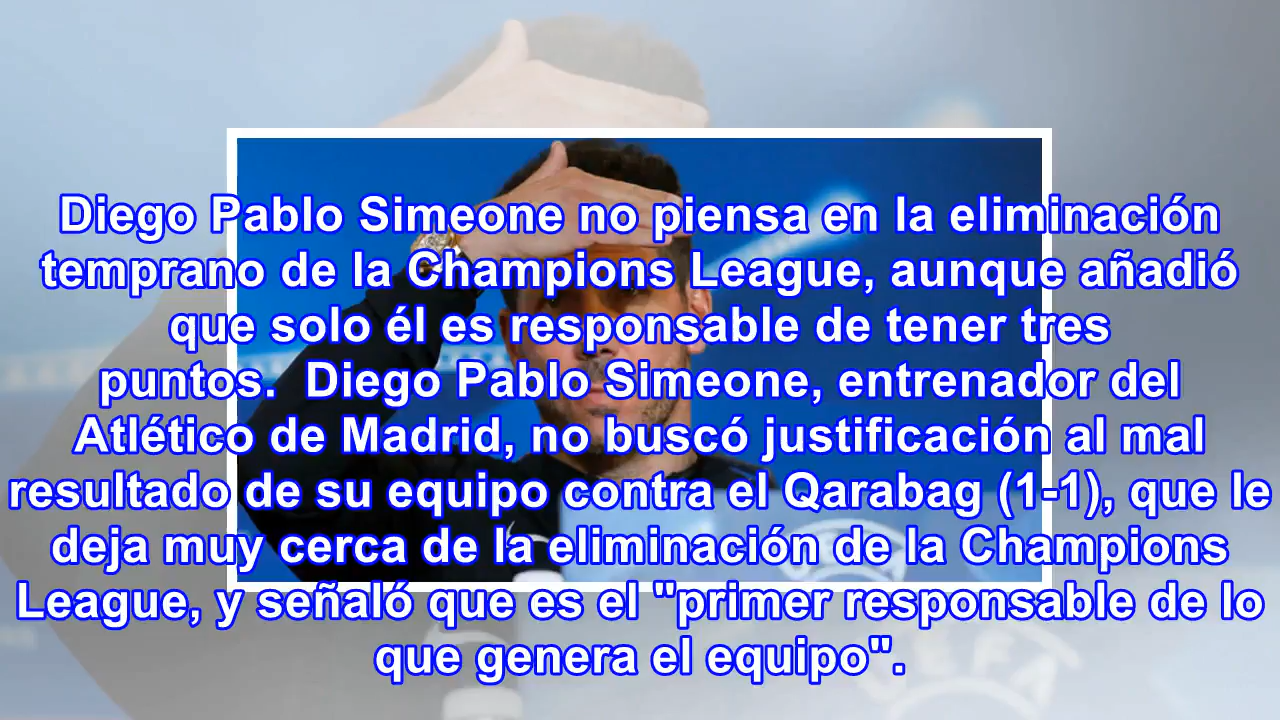 Diego Pablo Simeone no piensa en la eliminación
temprano de la Champions League, aunque añadió
que solo él es responsable de tener tres
puntos.  Diego Pablo Simeone, entrenador del
Atlético de Madrid, no buscó justificación al mal
resultado de su equipo contra el Qarabag (1-1), que le
deja muy cerca de la eliminación de la Champions
League, y señaló que es el "primer responsable de lo
que genera el equipo".
UEFA